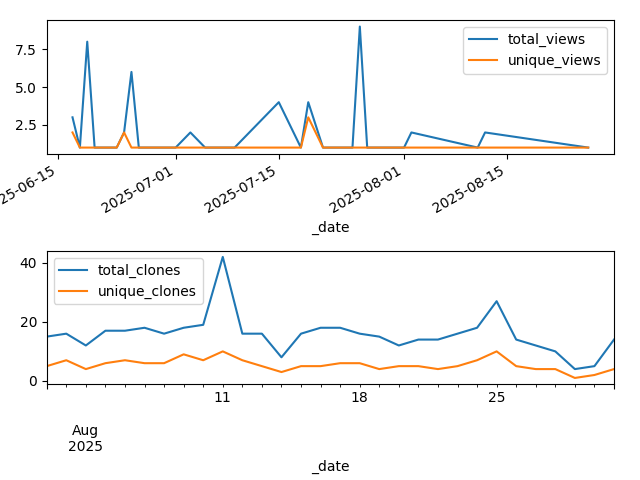 7.5
5.0
2.5
total_views
unique_views
25-06-15
2025-07-01
2025-07-15
2025-08-01
2025-08-15
_date
40
20
0
total_clones
unique_clones
11
18
25
Aug
2025
_date